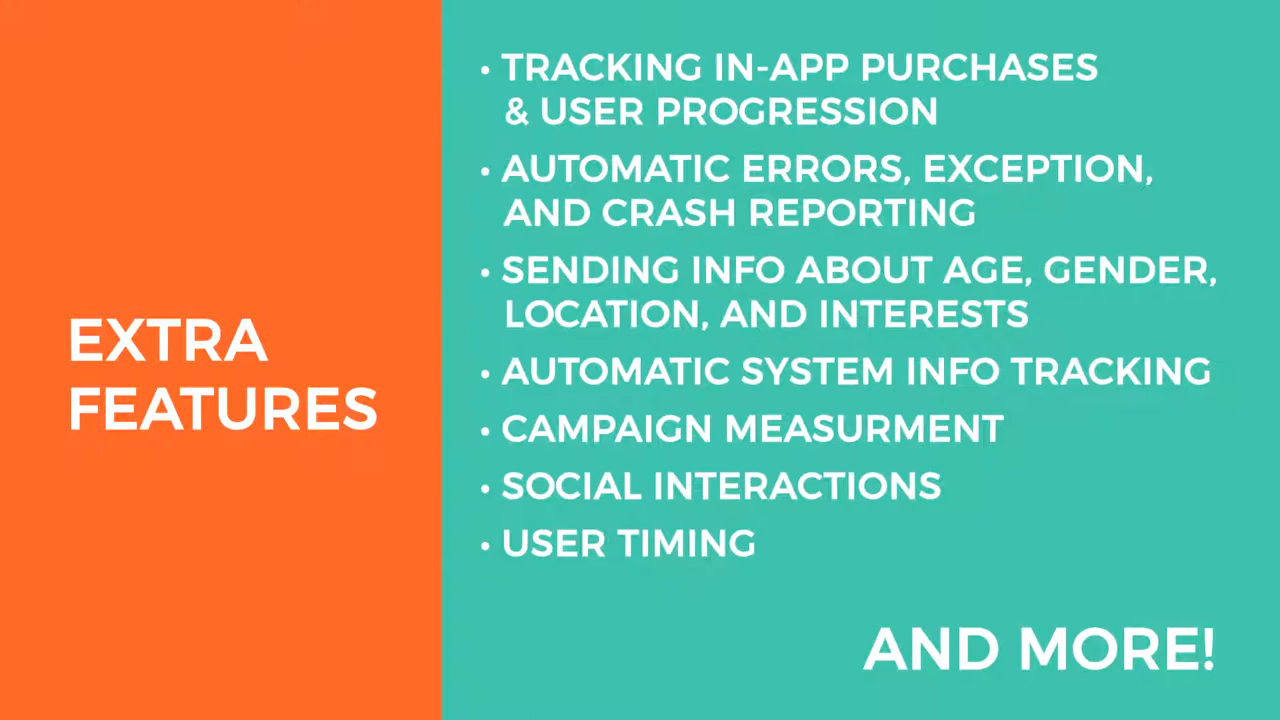 EXTRA
FEATURES
• TRACKING IN-APP PURCHASES
& USER PROGRESSION
• AUTOMATIC ERRORS, EXCEPTION,
AND CRASH REPORTING
• SENDING INFO ABOUT AGE, GENDER,
LOCATION, AND INTERESTS
• AUTOMATIC SYSTEM INFO TRACKING
• CAMPAIGN MEASURMENT
• SOCIAL INTERACTIONS
• USER TIMING
AND MORE!